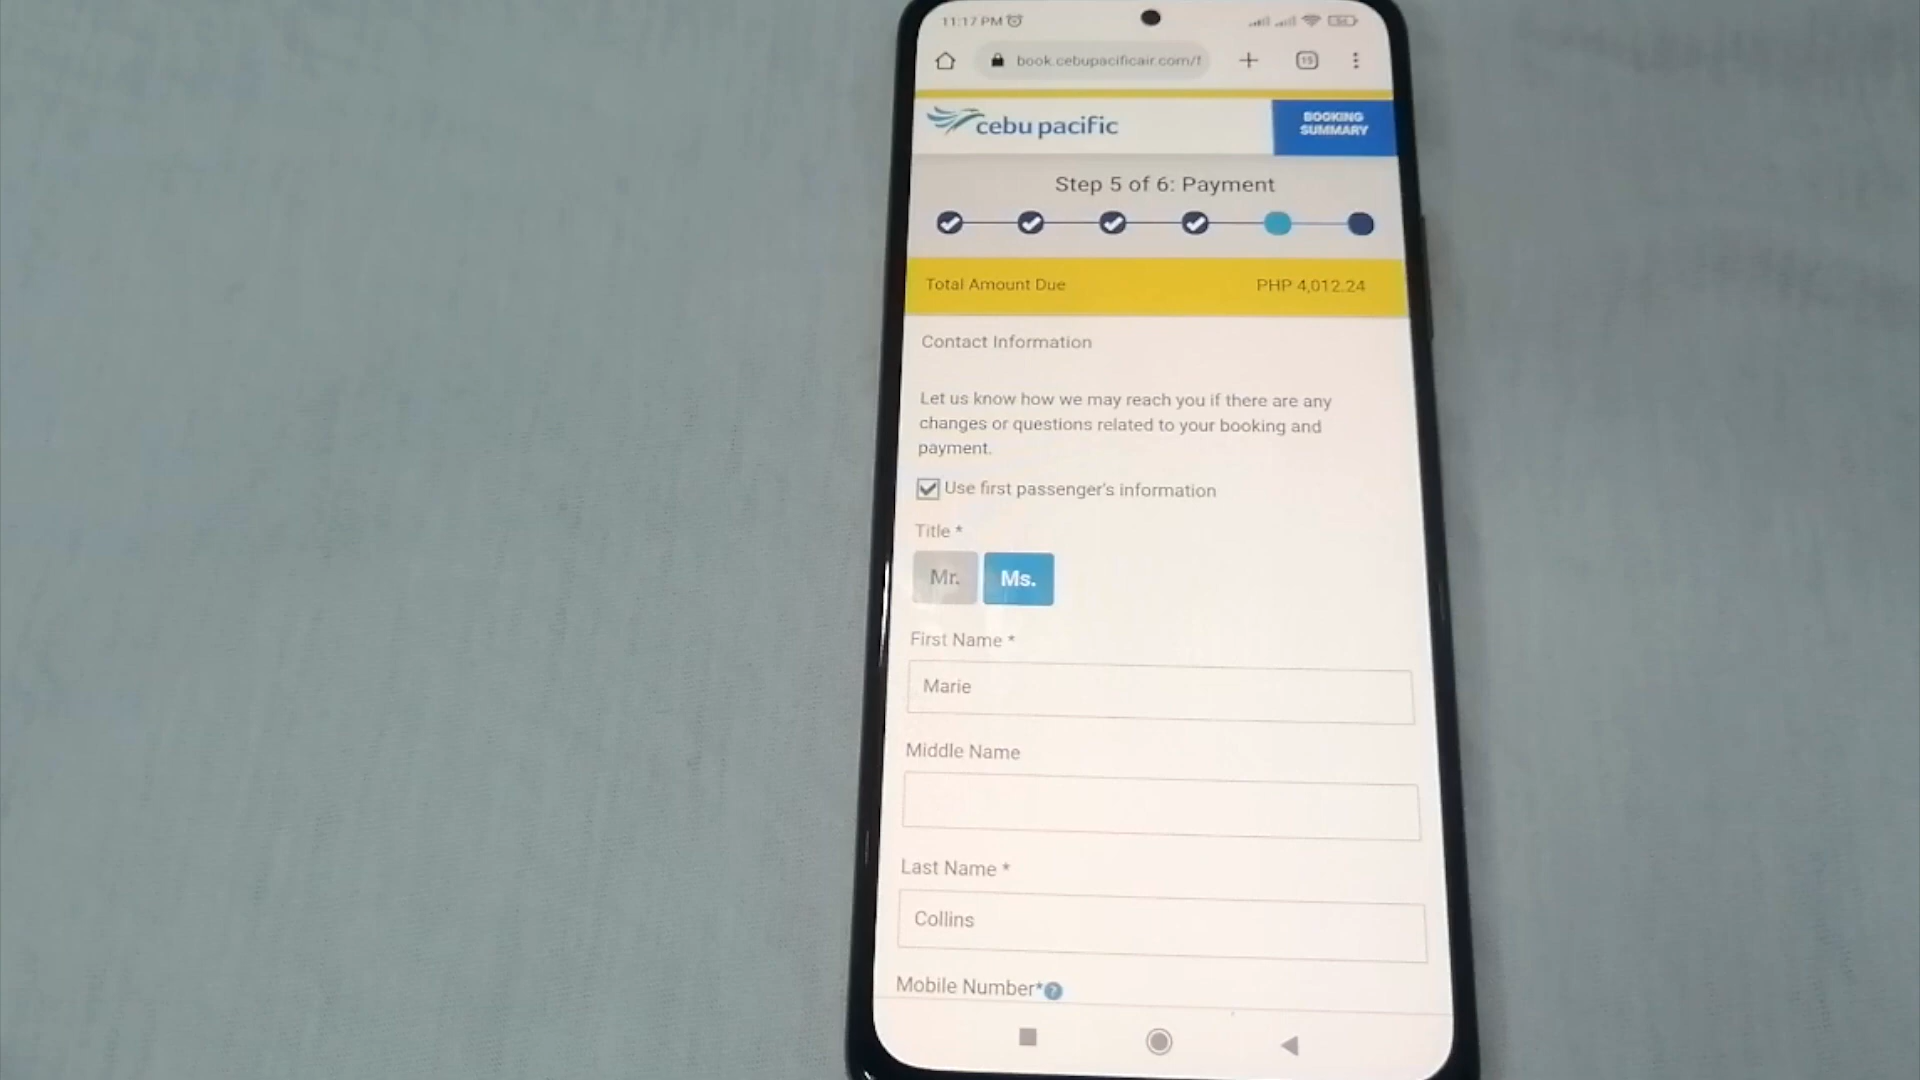 11:17 PM
book.cebupacificair.com/
15
cebu pacific
BOOKING
SUMMARY
Step 5 of 6: Payment
Total Amount Due
PHP 4,012.24
Contact Information
Let us know how we may reach you if there are any
changes or questions related to your booking and
payment.
Use first passenger's information
Title *
Mr.
Ms.
First Name *
Marie
Middle Name
Last Name *
Collins
Mobile Number*?